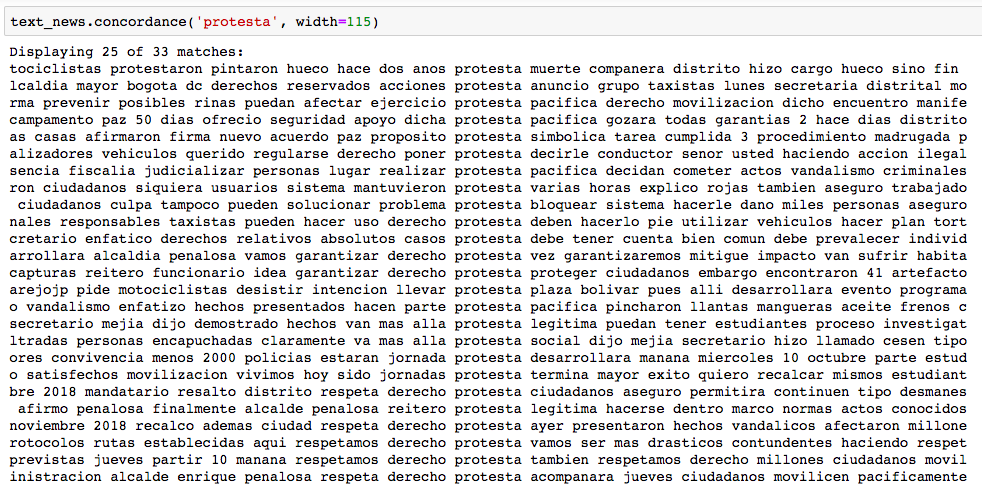 text_news.concordance('protesta', width=115)
Displaying 25 of 33 matches:
tociclistas protestaron pintaron hueco hace dos anos protesta muerte companera distrito hizo cargo hueco sino fin
lcaldia mayor bogota dc derechos reservados acciones protesta anuncio grupo taxistas lunes secretaria distrital mo
rma prevenir posibles rinas puedan afectar ejercicio protesta pacifica derecho movilizacion dicho encuentro manife
campamento paz 50 dias ofrecio seguridad apoyo dicha protesta pacifica gozara todas garantias 2 hace dias distrito
as casas afirmaron firma nuevo acuerdo paz proposito protesta simbolica tarea cumplida 3 procedimiento madrugada p
alizadores vehiculos querido regularse derecho poner protesta decirle conductor senor usted haciendo accion ilegal
sencia fiscalia judicializar personas lugar realizar protesta pacifica decidan cometer actos vandalismo criminales
ron ciudadanos siquiera usuarios sistema mantuvieron protesta varias horas explico rojas tambien aseguro trabajado
ciudadanos culpa tampoco pueden solucionar problema protesta bloquear sistema hacerle dano miles personas aseguro
nales responsables taxistas pueden hacer uso derecho protesta deben hacerlo pie utilizar vehiculos hacer plan tort
cretario enfatico derechos relativos absolutos casos protesta debe tener cuenta bien comun debe prevalecer individ
arrollara alcaldia penalosa vamos garantizar derecho protesta vez garantizaremos mitigue impacto van sufrir habita
capturas reitero funcionario idea garantizar derecho protesta proteger ciudadanos embargo encontraron 41 artefacto
arejojp pide motociclistas desistir intencion llevar protesta plaza bolivar pues alli desarrollara evento programa
o vandalismo enfatizo hechos presentados hacen parte protesta pacifica pincharon llantas mangueras aceite frenos c
secretario mejia dijo demostrado hechos van mas alla protesta legitima puedan tener estudiantes proceso investigat
ltradas personas encapuchadas claramente va mas alla protesta social dijo mejia secretario hizo llamado cesen tipo
ores convivencia menos 2000 policias estaran jornada protesta desarrollara manana miercoles 10 octubre parte estud
o satisfechos movilizacion vivimos hoy sido jornadas protesta termina mayor exito quiero recalcar mismos estudiant
bre 2018 mandatario resalto distrito respeta derecho protesta ciudadanos aseguro permitira continuen tipo desmanes
afirmo penalosa finalmente alcalde penalosa reitero protesta legitima hacerse dentro marco normas actos conocidos
noviembre 2018 recalco ademas ciudad respeta derecho protesta ayer presentaron hechos vandalicos afectaron millone
rotocolos rutas establecidas aqui respetamos derecho protesta vamos ser mas drasticos contundentes haciendo respet
previstas jueves partir 10 manana respetamos derecho protesta tambien respetamos derecho millones ciudadanos movil
inistracion alcalde enrique penalosa respeta derecho protesta acompanara jueves ciudadanos movilicen pacificamente